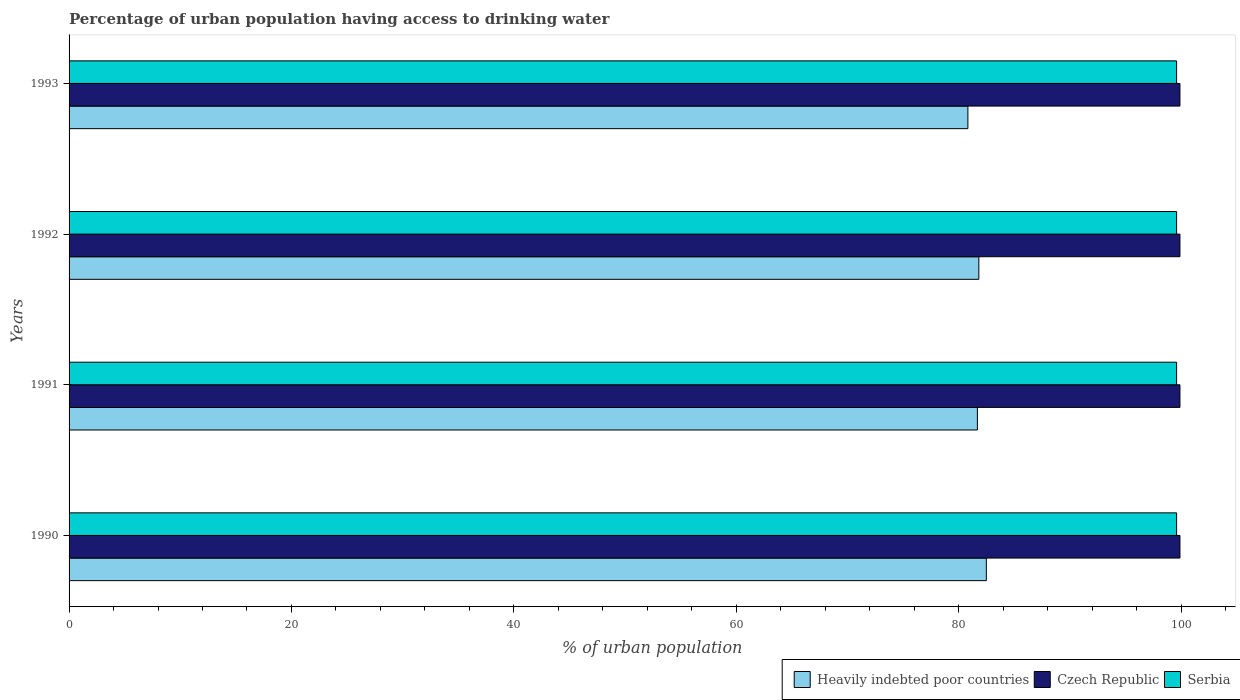 Percentage of urban population having access to drinking water
1993
1992
1991
1990
Years
0
20
40
60
80
100
% of urban population
Heavily indebted poor countries
Czech Republic
Serbia